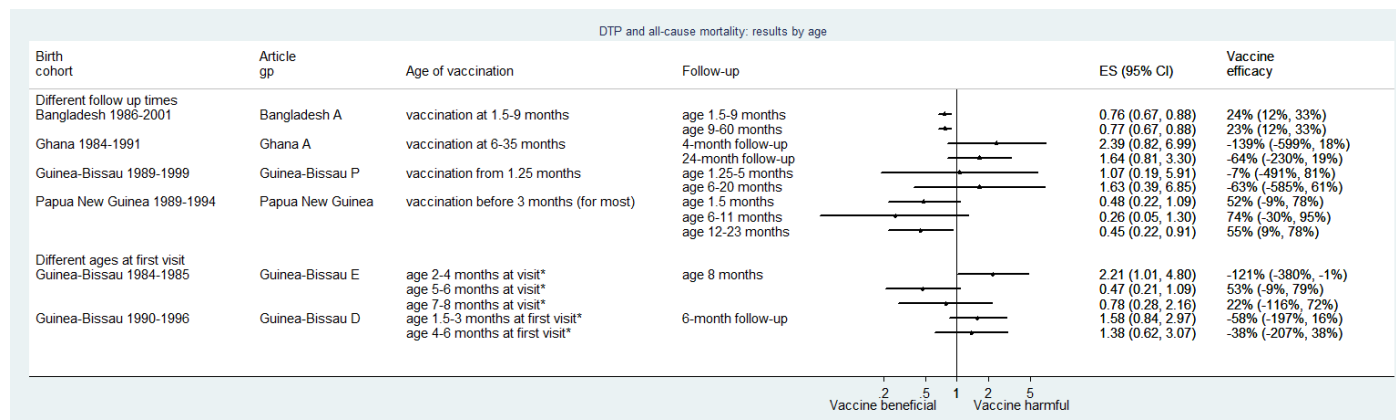 DTP and all-cause mortality: results by age
Birth cohort Article gp Age of vaccination Follow-up ES (95% CI) Vaccine efficacy
Different follow up times
Bangladesh 1986-2001 Bangladesh A vaccination at 1.5-9 months age 1.5-9 months 0.76 (0.67, 0.88) 24% (12%, 33%)
age 9-60 months 0.77 (0.67, 0.88) 23% (12%, 33%)
Ghana 1984-1991 Ghana A vaccination at 6-35 months 4-month follow-up 2.39 (0.82, 6.99) -139% (-599%, 18%)
24-month follow-up 1.64 (0.81, 3.30) -64% (-230%, 19%)
Guinea-Bissau 1989-1999 Guinea-Bissau P vaccination from 1.25 months age 1.25-5 months 1.07 (0.19, 5.91) -7% (-491%, 81%)
age 6-20 months 1.63 (0.39, 6.85) -63% (-585%, 61%)
Papua New Guinea 1989-1994 Papua New Guinea vaccination before 3 months (for most) age 1.5 months 0.48 (0.22, 1.09) 52% (-9%, 78%)
age 6-11 months 0.26 (0.05, 1.30) 74% (-30%, 95%)
age 12-23 months 0.45 (0.22, 0.91) 55% (9%, 78%)
Different ages at first visit
Guinea-Bissau 1984-1985 Guinea-Bissau E age 2-4 months at visit* age 8 months 2.21 (1.01, 4.80) -121% (-380%, -1%)
age 5-6 months at visit* 0.47 (0.21, 1.09) 53% (-9%, 79%)
age 7-8 months at visit* 0.78 (0.28, 2.16) 22% (-116%, 72%)
Guinea-Bissau 1990-1996 Guinea-Bissau D age 1.5-3 months at first visit* 6-month follow-up 1.58 (0.84, 2.97) -58% (-197%, 16%)
age 4-6 months at first visit* 1.38 (0.62, 3.07) -38% (-207%, 38%)
.2 .5 1 2 5
Vaccine beneficial Vaccine harmful